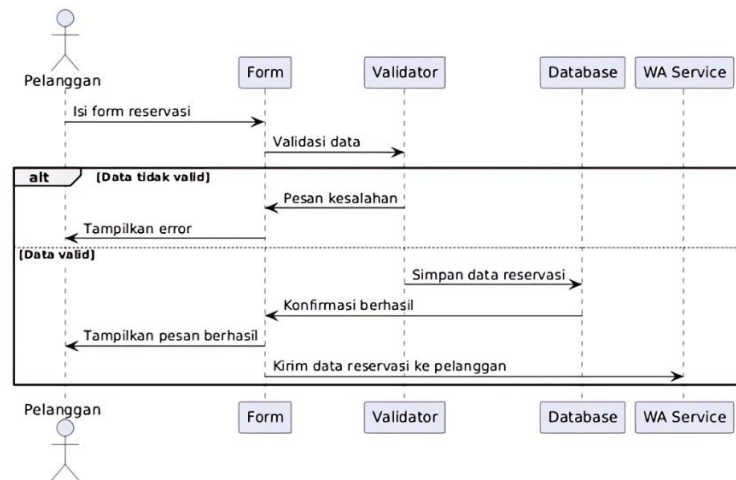 Pelanggan
Form
Validator
Database
WA Service
Isi form reservasi
Validasi data
alt
[Data tidak valid]
Pesan kesalahan
Tampilkan error
[Data valid]
Simpan data reservasi
Konfirmasi berhasil
Tampilkan pesan berhasil
Kirim data reservasi ke pelanggan
Pelanggan
Form
Validator
Database
WA Service